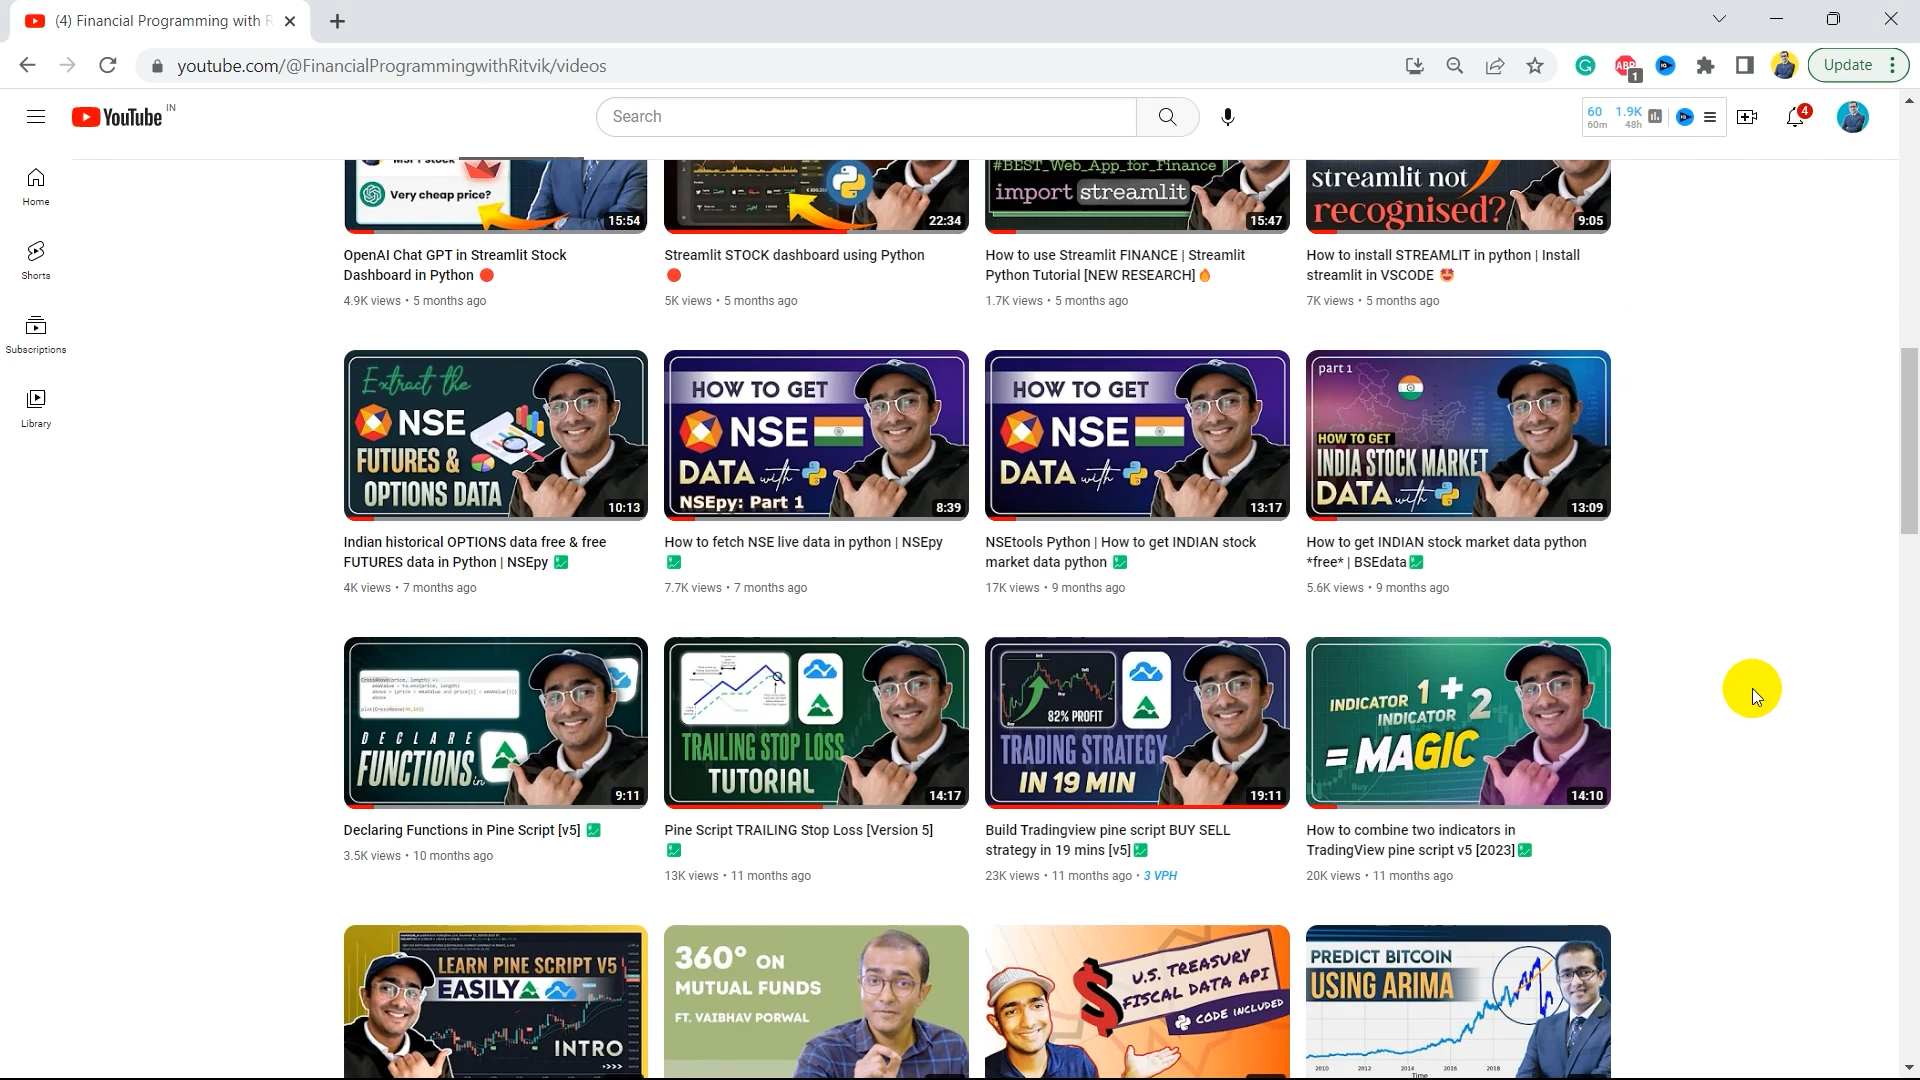 (4) Financial Programming with R
youtube.com/@FinancialProgrammingwithRitvik/videos
ABP
1
Update
YouTube IN
Search
60 1.9K
60m 48h
4
Home
Shorts
Subscriptions
Library
MSFT stock
Very cheap price?
15:54
22:34
#BEST_Web_App_for_Finance
import streamlit
15:47
streamlit not
recognised?
9:05
OpenAI Chat GPT in Streamlit Stock
Dashboard in Python
4.9K views • 5 months ago
Streamlit STOCK dashboard using Python
5K views • 5 months ago
How to use Streamlit FINANCE | Streamlit
Python Tutorial [NEW RESEARCH]
1.7K views • 5 months ago
How to install STREAMLIT in python | Install
streamlit in VSCODE
7K views • 5 months ago
Extract the
NSE
FUTURES &
OPTIONS DATA
10:13
HOW TO GET
NSE
DATA with
NSEpy: Part 1
8:39
HOW TO GET
NSE
DATA with
13:17
part 1
HOW TO GET
INDIA STOCK MARKET
DATA with
13:09
Indian historical OPTIONS data free & free
FUTURES data in Python | NSEpy
4K views • 7 months ago
How to fetch NSE live data in python | NSEpy
7.7K views • 7 months ago
NSEtools Python | How to get INDIAN stock
market data python
17K views • 9 months ago
How to get INDIAN stock market data python
*free* | BSEdata
5.6K views • 9 months ago
DECLARE
FUNCTIONS in
9:11
TRAILING STOP LOSS
TUTORIAL
14:17
82% PROFIT
TRADING STRATEGY
IN 19 MIN
19:11
INDICATOR 1 +
INDICATOR 2
= MAGIC
14:10
Declaring Functions in Pine Script [v5]
3.5K views • 10 months ago
Pine Script TRAILING Stop Loss [Version 5]
13K views • 11 months ago
Build Tradingview pine script BUY SELL
strategy in 19 mins [v5]
23K views • 11 months ago • 3 VPH
How to combine two indicators in
TradingView pine script v5 [2023]
20K views • 11 months ago
LEARN PINE SCRIPT V5
EASILY
INTRO
>>>>
360° ON
MUTUAL FUNDS
FT. VAIBHAV PORWAL
U.S. TREASURY
FISCAL DATA API
CODE INCLUDED
PREDICT BITCOIN
USING ARIMA
2010 2012 2014 2016 2018
Time